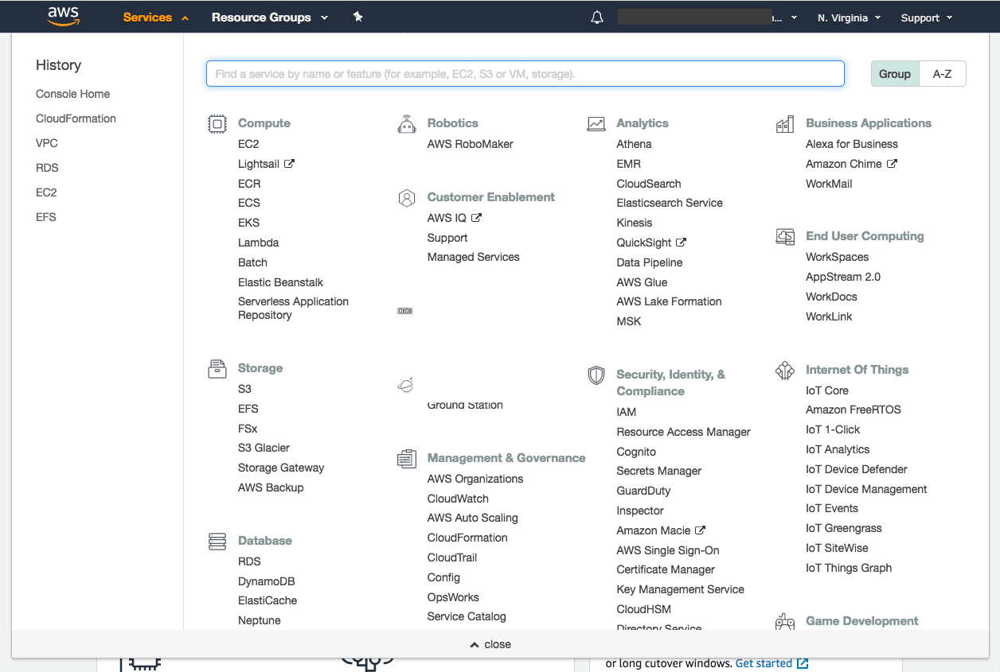 aws
Services
Resource Groups
...
N. Virginia
Support
History
Console Home
CloudFormation
VPC
RDS
EC2
EFS
Find a service by name or feature (for example, EC2, S3 or VM, storage).
Group
A-Z
Compute
EC2
Lightsail
ECR
ECS
EKS
Lambda
Batch
Elastic Beanstalk
Serverless Application
Repository
Storage
S3
EFS
FSx
S3 Glacier
Storage Gateway
AWS Backup
Database
RDS
DynamoDB
ElastiCache
Neptune
Robotics
AWS RoboMaker
Customer Enablement
AWS IQ
Support
Managed Services
Ground Station
Management & Governance
AWS Organizations
CloudWatch
AWS Auto Scaling
CloudFormation
CloudTrail
Config
OpsWorks
Service Catalog
Analytics
Athena
EMR
CloudSearch
Elasticsearch Service
Kinesis
QuickSight
Data Pipeline
AWS Glue
AWS Lake Formation
MSK
Security, Identity, &
Compliance
IAM
Resource Access Manager
Cognito
Secrets Manager
GuardDuty
Inspector
Amazon Macie
AWS Single Sign-On
Certificate Manager
Key Management Service
CloudHSM
Directory Service
Business Applications
Alexa for Business
Amazon Chime
WorkMail
End User Computing
WorkSpaces
AppStream 2.0
WorkDocs
WorkLink
Internet Of Things
IoT Core
Amazon FreeRTOS
IoT 1-Click
IoT Analytics
IoT Device Defender
IoT Device Management
IoT Events
IoT Greengrass
IoT SiteWise
IoT Things Graph
Game Development
close
or long cutover windows. Get started